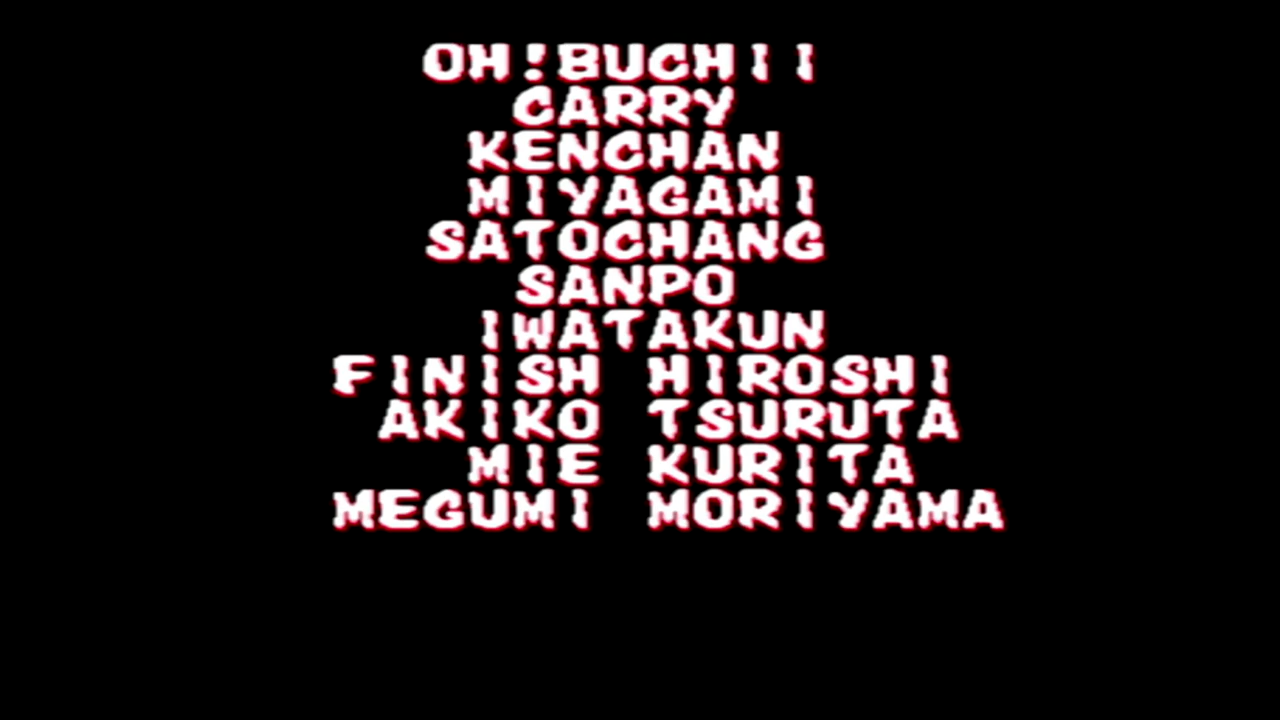 OH!BUCHII
CARRY
KENCHAN
MIYAGAMI
SATOCHANG
SANPO
IWATAKUN
FINISH HIROSHI
AKIKO TSURUTA
MIE KURITA
MEGUMI MORIYAMA